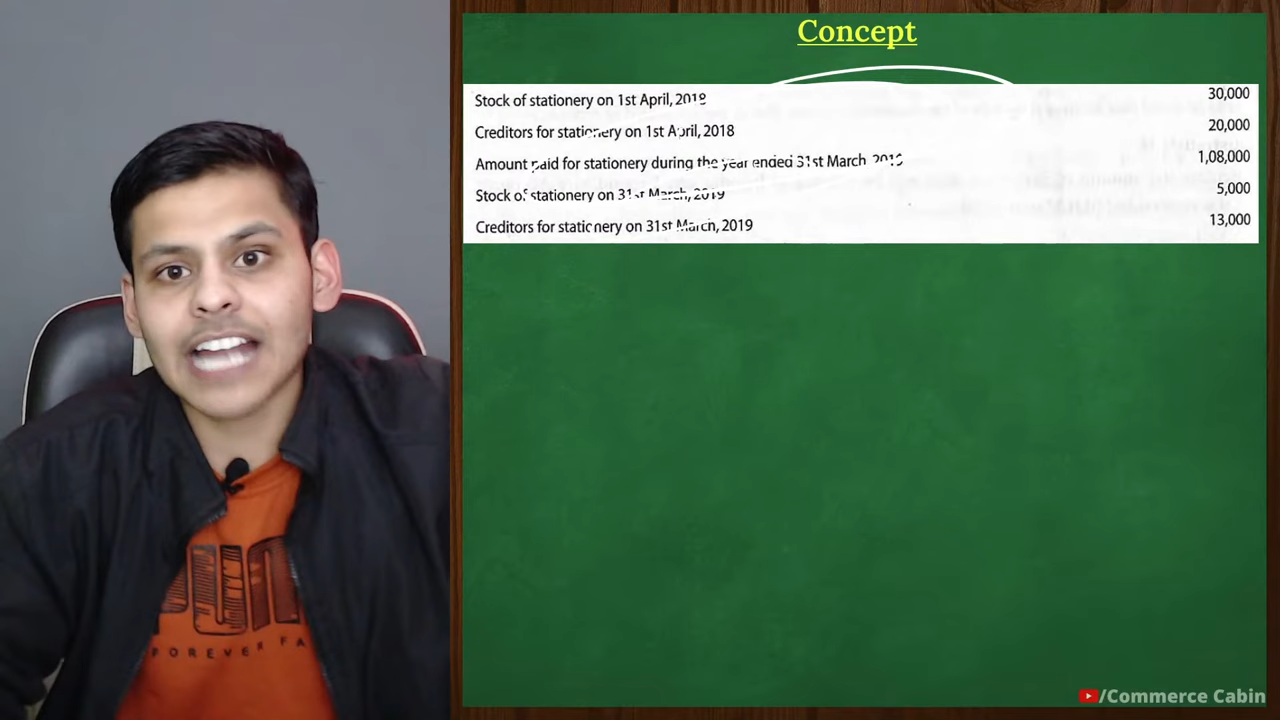 Concept
Stock of stationery on 1st April, 2018 30,000
Creditors for stationery on 1st April, 2018 20,000
Amount paid for stationery during the year ended 31st March, 2019 1,08,000
Stock of stationery on 31st March, 2019 5,000
Creditors for stationery on 31st March, 2019 13,000
FOREVER FA
/Commerce Cabin